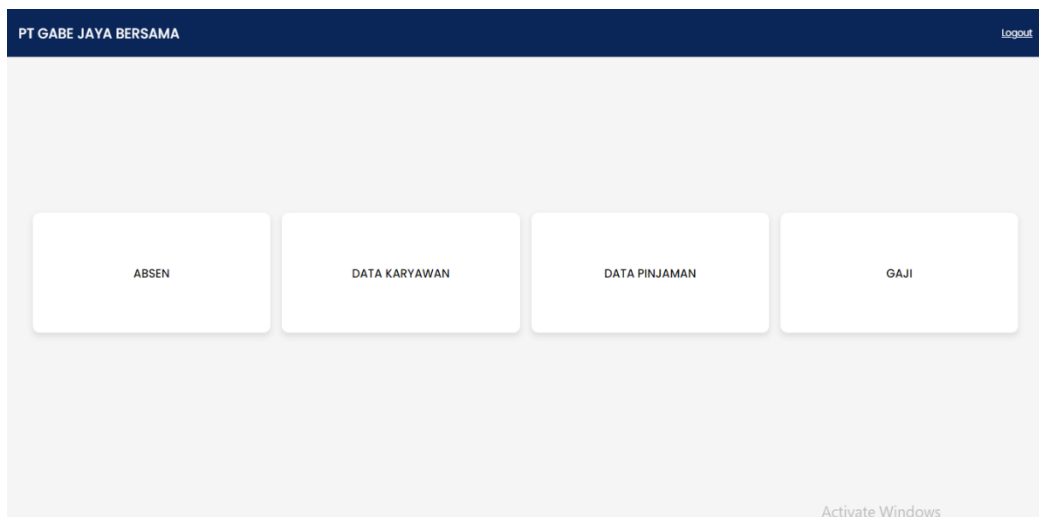 PT GABE JAYA BERSAMA
Logout
ABSEN
DATA KARYAWAN
DATA PINJAMAN
GAJI
Activate Windows